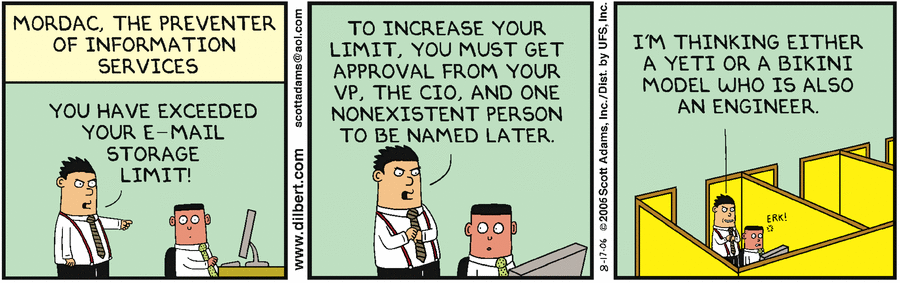 MORDAC, THE PREVENTER
OF INFORMATION
SERVICES
YOU HAVE EXCEEDED
YOUR E-MAIL
STORAGE
LIMIT!
www.dilbert.com scottadams@aol.com
TO INCREASE YOUR
LIMIT, YOU MUST GET
APPROVAL FROM YOUR
VP, THE CIO, AND ONE
NONEXISTENT PERSON
TO BE NAMED LATER.
8-17-06 ©2006 Scott Adams, Inc./Dist. by UFS, Inc.
I'M THINKING EITHER
A YETI OR A BIKINI
MODEL WHO IS ALSO
AN ENGINEER.
ERK!